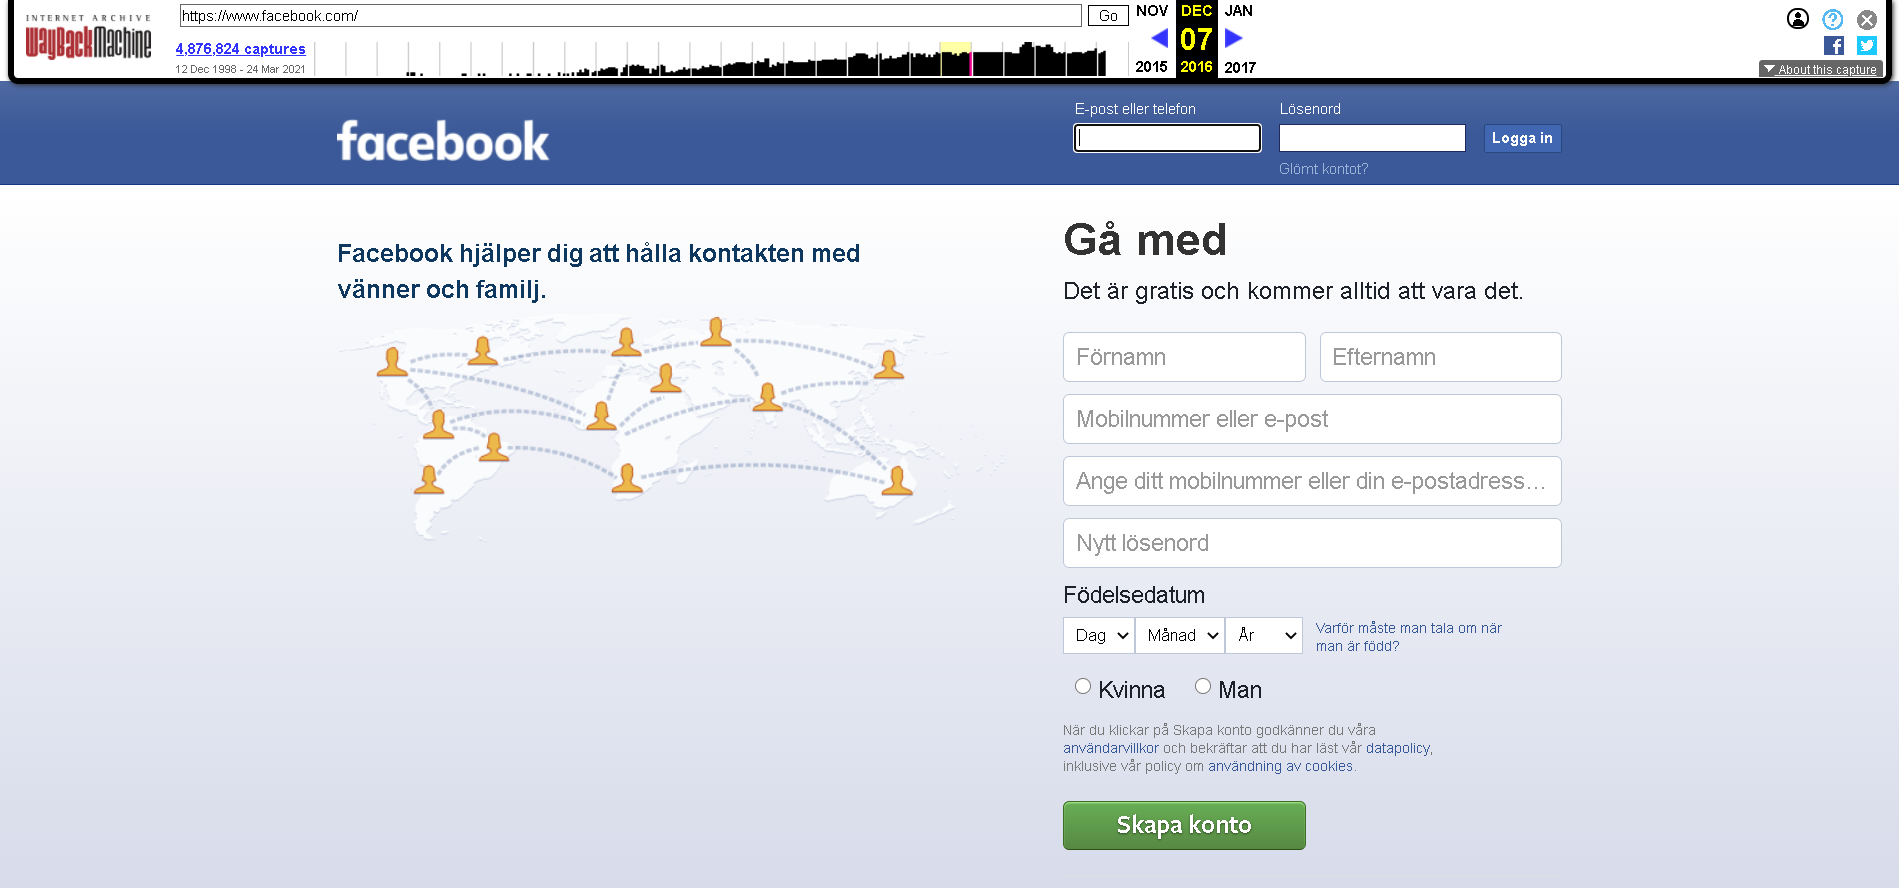 INTERNET ARCHIVE
WayBackMachine
https://www.facebook.com/
Go
NOV
DEC
JAN
4,876,824 captures
07
12 Dec 1998 - 24 Mar 2021
2015
2016
2017
About this capture
facebook
E-post eller telefon
Lösenord
Logga in
Glömt kontot?
Facebook hjälper dig att hålla kontakten med
vänner och familj.
Gå med
Det är gratis och kommer alltid att vara det.
Förnamn
Efternamn
Mobilnummer eller e-post
Ange ditt mobilnummer eller din e-postadress…
Nytt lösenord
Födelsedatum
Dag
Månad
År
Varför måste man tala om när
man är född?
Kvinna
Man
När du klickar på Skapa konto godkänner du våra
användarvillkor och bekräftar att du har läst vår datapolicy,
inklusive vår policy om användning av cookies.
Skapa konto